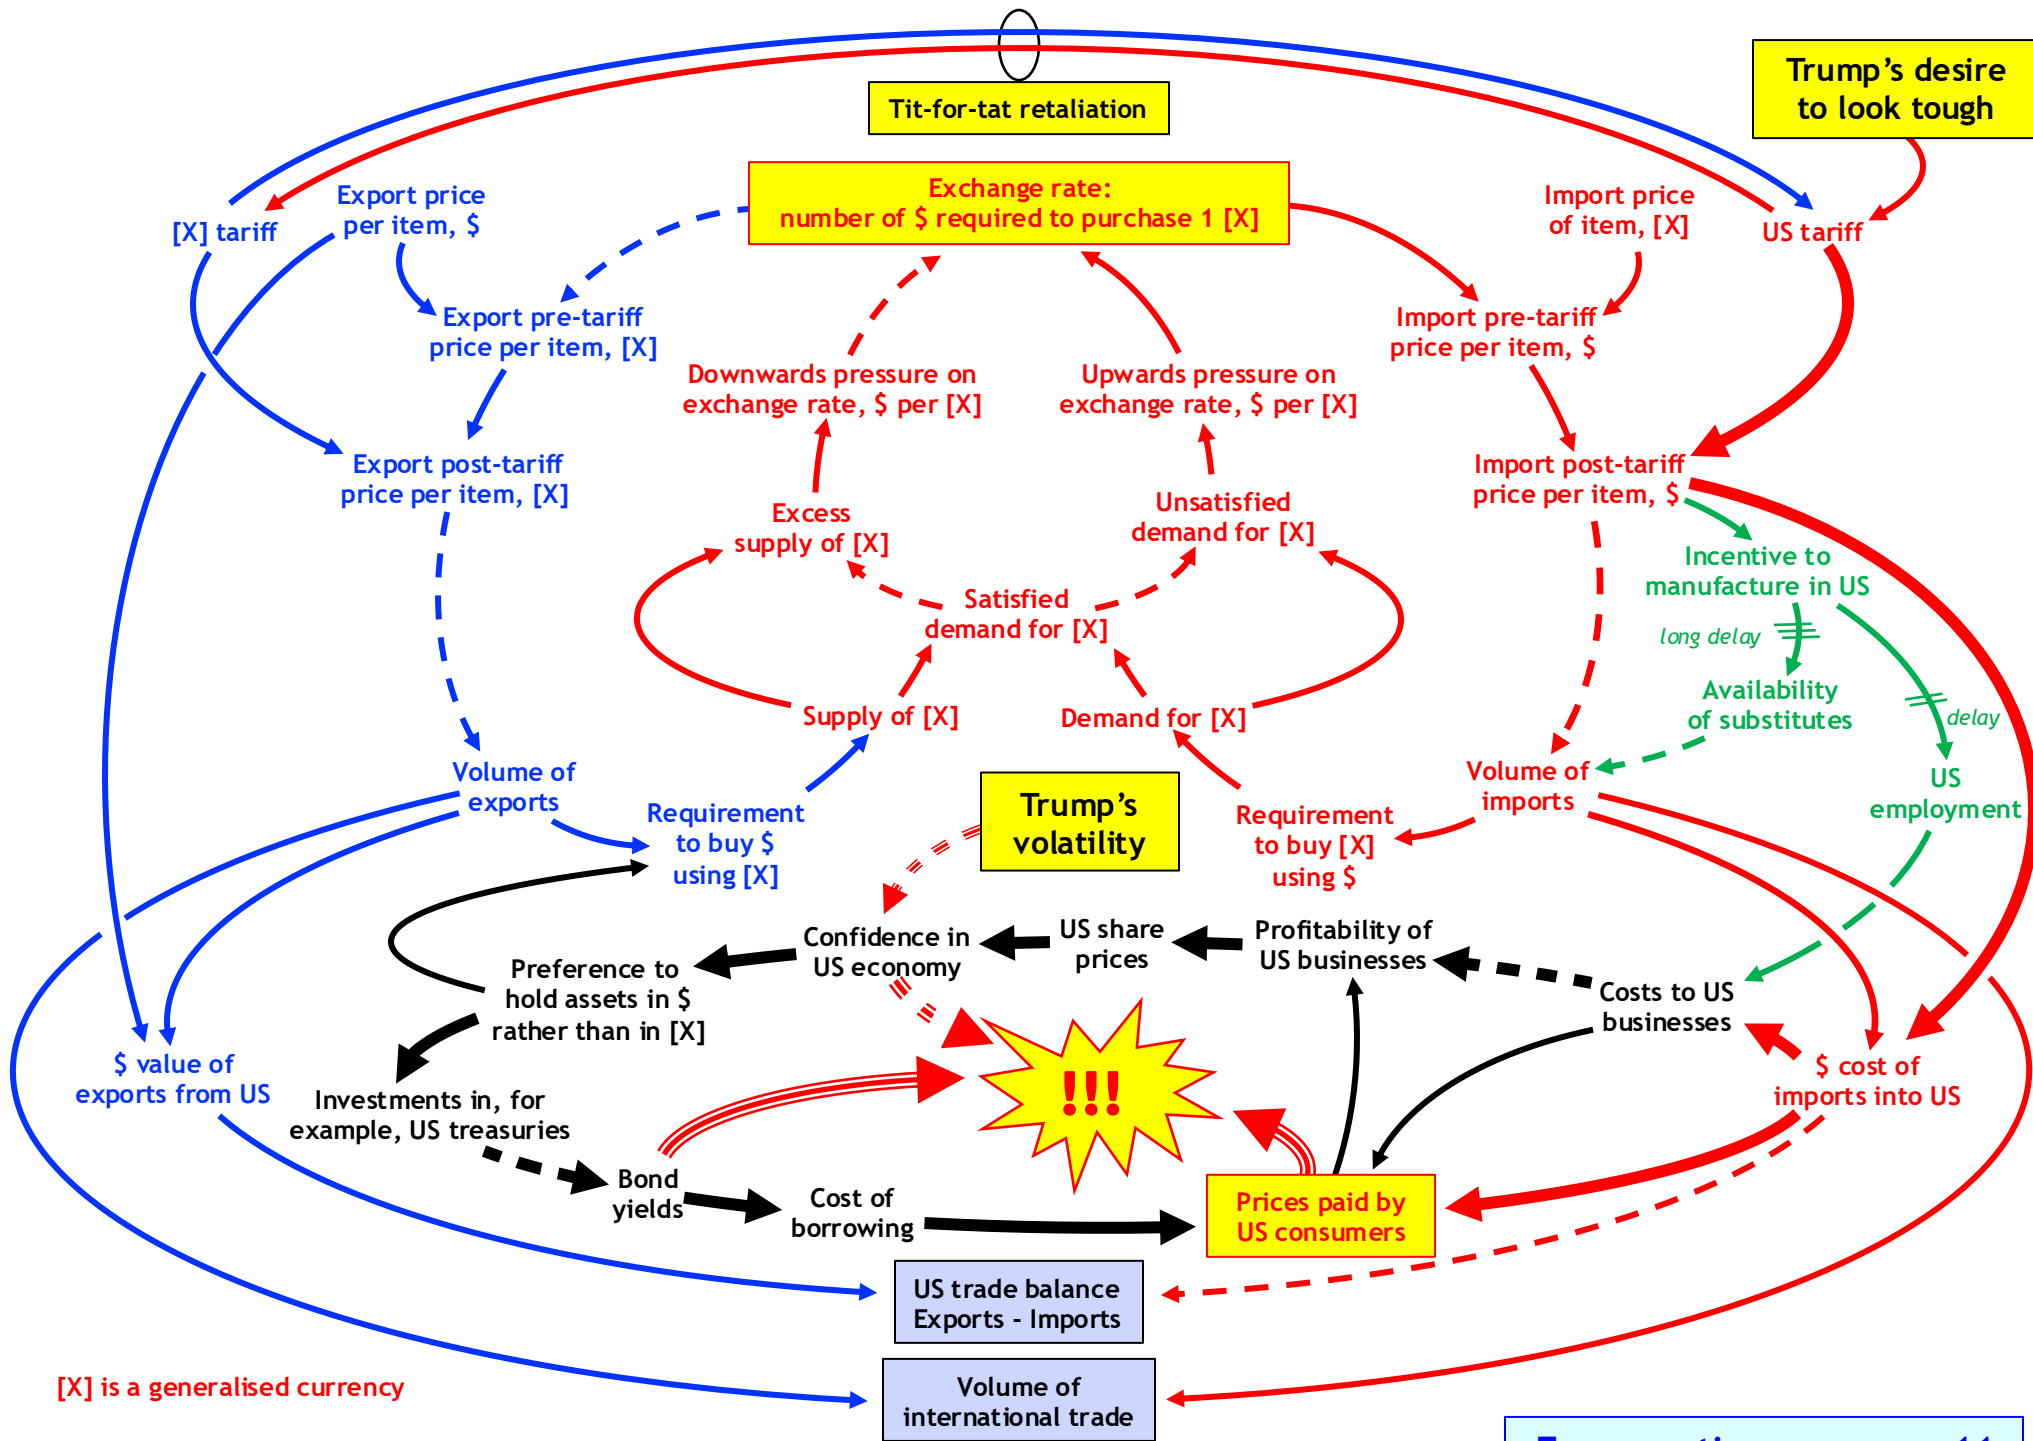 Tit-for-tat retaliation
Trump's desire
to look tough
Exchange rate:
number of $ required to purchase 1 [X]
Export price
per item, $
[X] tariff
Import price
of item, [X]
US tariff
Export pre-tariff
price per item, [X]
Import pre-tariff
price per item, $
Downwards pressure on
exchange rate, $ per [X]
Upwards pressure on
exchange rate, $ per [X]
Export post-tariff
price per item, [X]
Import post-tariff
price per item, $
Excess
supply of [X]
Unsatisfied
demand for [X]
Incentive to
manufacture in US
Satisfied
demand for [X]
long delay
Availability
of substitutes
delay
Supply of [X]
Demand for [X]
Volume of
exports
Volume of
imports
US
employment
Requirement
to buy $
using [X]
Trump's
volatility
Requirement
to buy [X]
using $
Confidence in
US economy
US share
prices
Profitability of
US businesses
Preference to
hold assets in $
rather than in [X]
Costs to US
businesses
$ value of
exports from US
!!!
$ cost of
imports into US
Investments in, for
example, US treasuries
Bond
yields
Cost of
borrowing
Prices paid by
US consumers
US trade balance
Exports - Imports
[X] is a generalised currency
Volume of
international trade